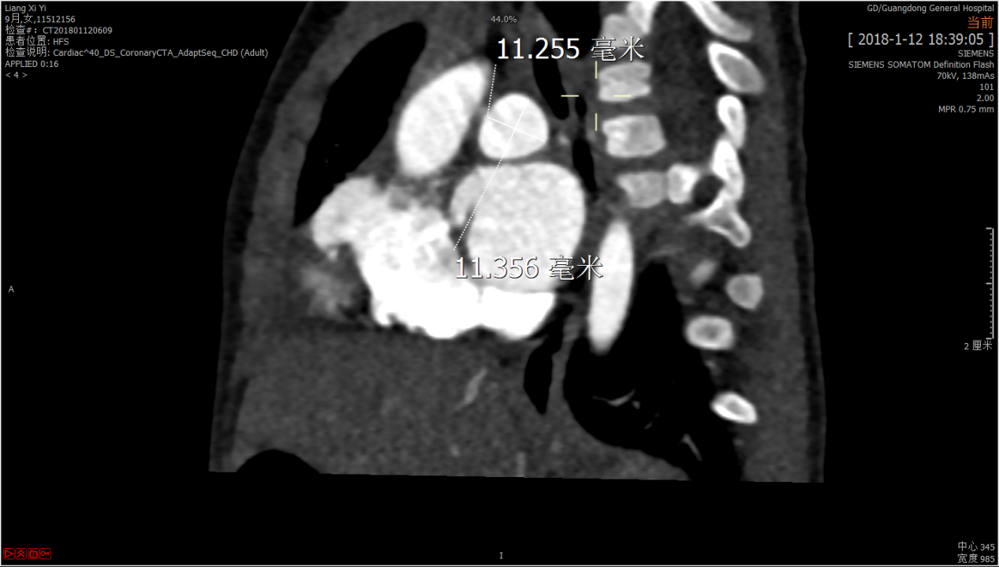 Liang Xi Yi
9月,女,11512156
检查#: CT201801120609
患者位置: HFS
检查说明: Cardiac^40_DS_CoronaryCTA_AdaptSeq_CHD (Adult)
APPLIED 0:16
< 4 >
44.0%
GD/Guangdong General Hospital
当前
[ 2018-1-12 18:39:05 ]
SIEMENS
SIEMENS SOMATOM Definition Flash
70kV, 138mAs
101
2.00
MPR 0.75 mm
11.255 毫米
11.356 毫米
A
2 厘米
I
中心 345
宽度 985